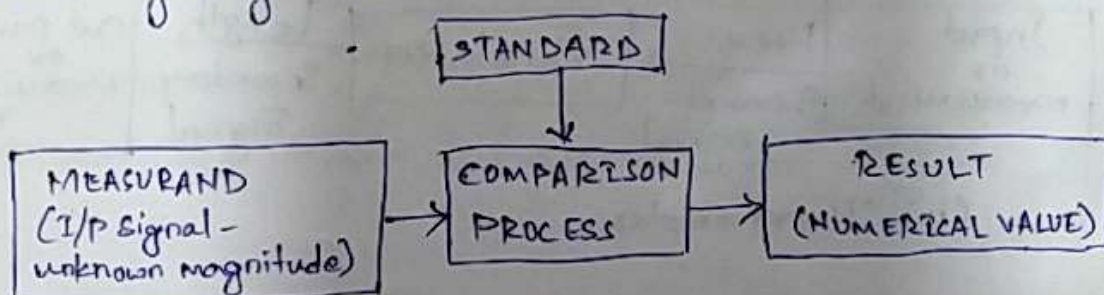 STANDARD
MEASURAND
(I/P Signal-
unknown magnitude)
COMPARISON
PROCESS
RESULT
(NUMERICAL VALUE)